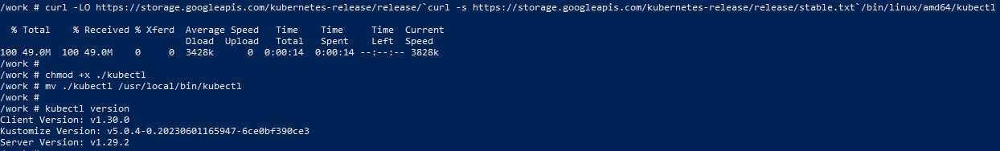 /work # curl -LO https://storage.googleapis.com/kubernetes-release/release/`curl -s https://storage.googleapis.com/kubernetes-release/release/stable.txt`/bin/linux/amd64/kubectl
  % Total    % Received % Xferd  Average Speed   Time    Time     Time  Current
                                 Dload  Upload   Total   Spent    Left  Speed
100 49.0M  100 49.0M    0     0  3428k      0  0:00:14  0:00:14 --:--:-- 3828k
/work #
/work # chmod +x ./kubectl
/work # mv ./kubectl /usr/local/bin/kubectl
/work #
/work # kubectl version
Client Version: v1.30.0
Kustomize Version: v5.0.4-0.20230601165947-6ce0bf390ce3
Server Version: v1.29.2